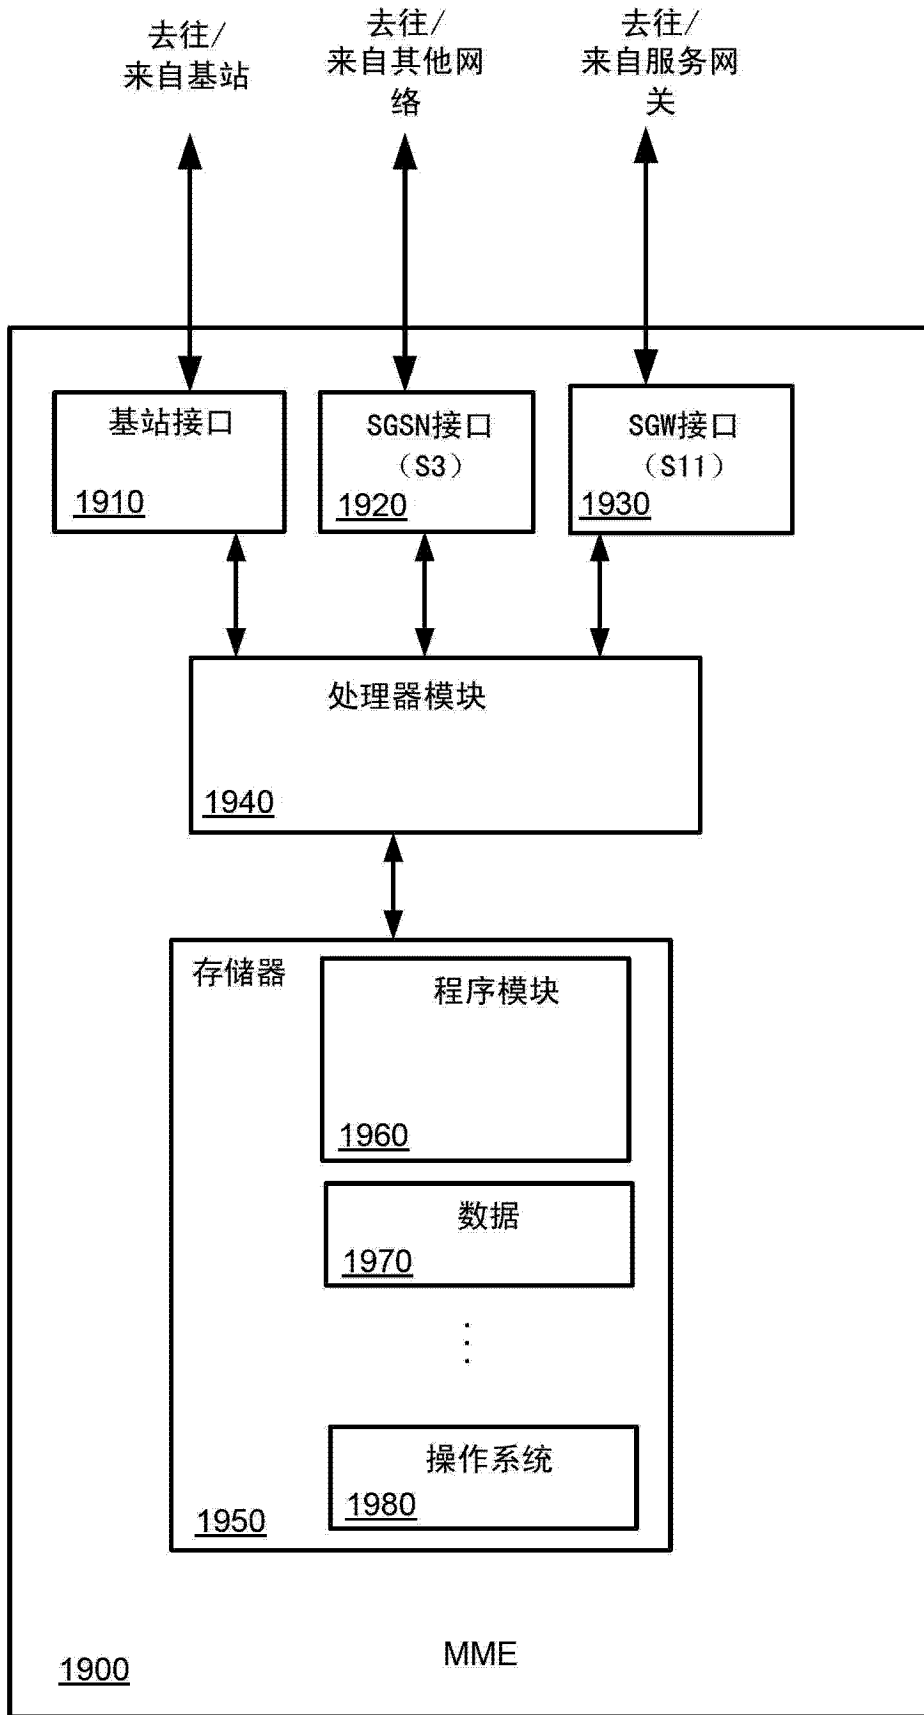 去往/
来自基站
去往/
来自其他网
络
去往/
来自服务网
关
基站接口
1910
SGSN接口
（S3）
1920
SGW接口
（S11）
1930
处理器模块
1940
存储器
程序模块
1960
数据
1970
⋮
操作系统
1980
1950
MME
1900